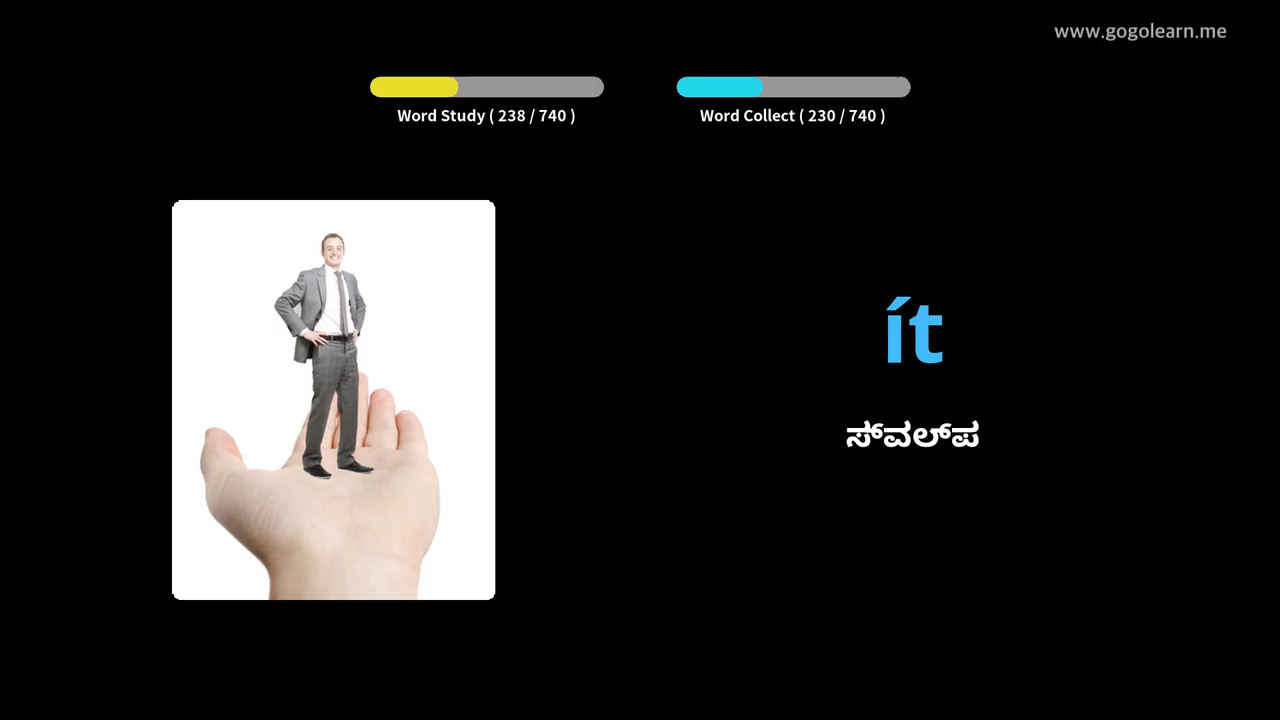 www.gogolearn.me
Word Study ( 238 / 740 )
Word Collect ( 230 / 740 )
ít
ಸ್‌ವಲ್‌ಪ